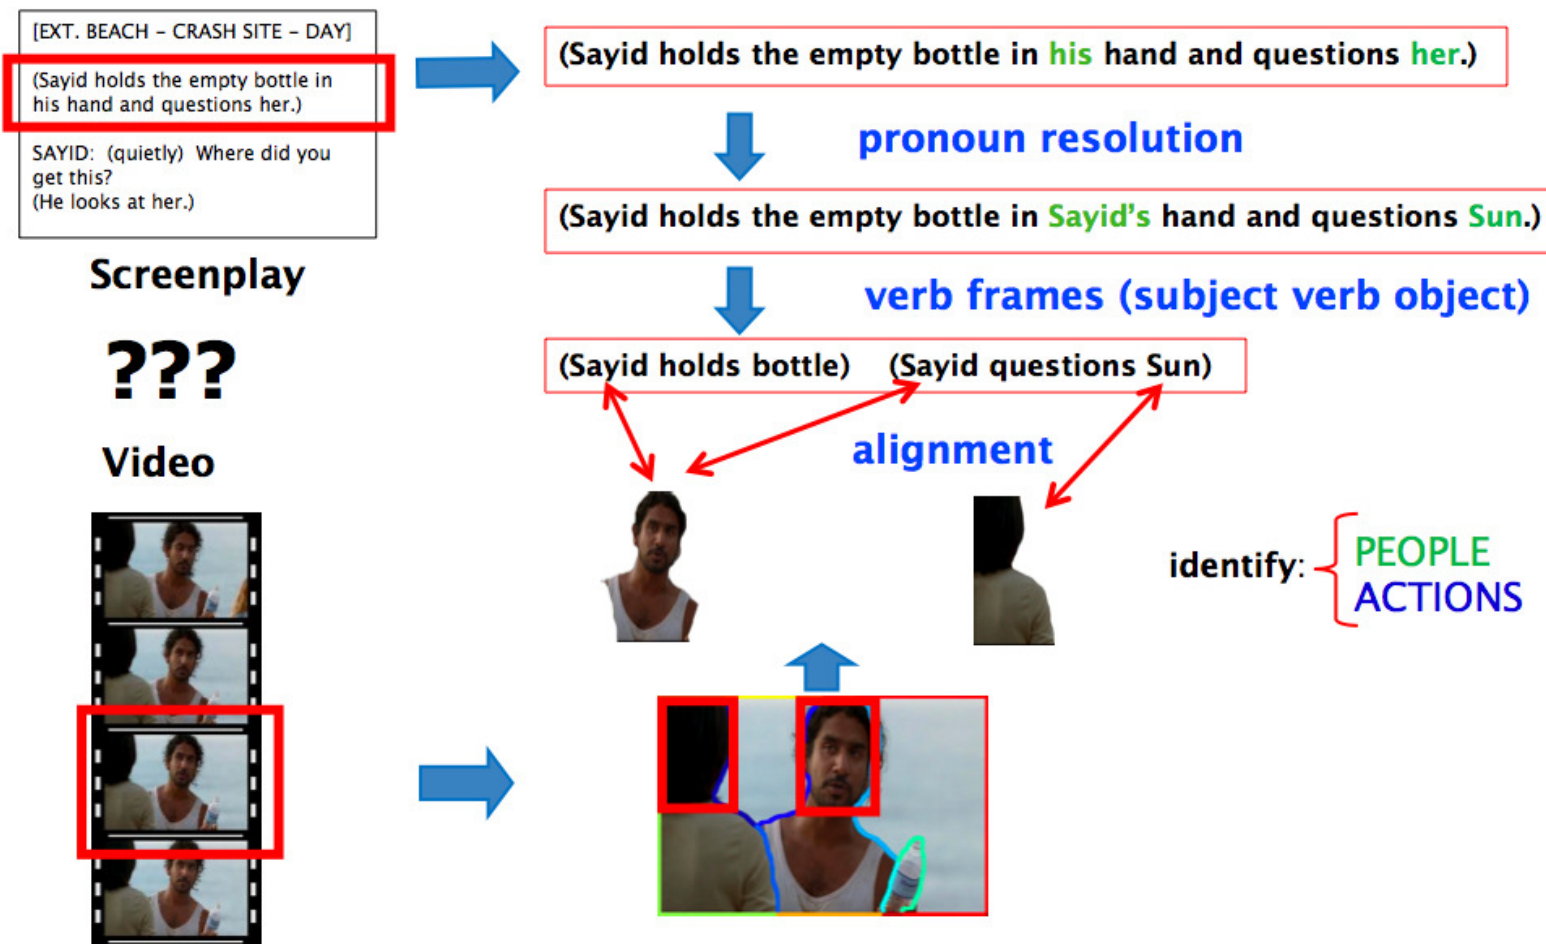 [EXT. BEACH – CRASH SITE – DAY]
(Sayid holds the empty bottle in
his hand and questions her.)
SAYID:  (quietly)  Where did you
get this?
(He looks at her.)
Screenplay
???
Video
(Sayid holds the empty bottle in his hand and questions her.)
pronoun resolution
(Sayid holds the empty bottle in Sayid's hand and questions Sun.)
verb frames (subject verb object)
(Sayid holds bottle)    (Sayid questions Sun)
alignment
identify:
PEOPLE
ACTIONS